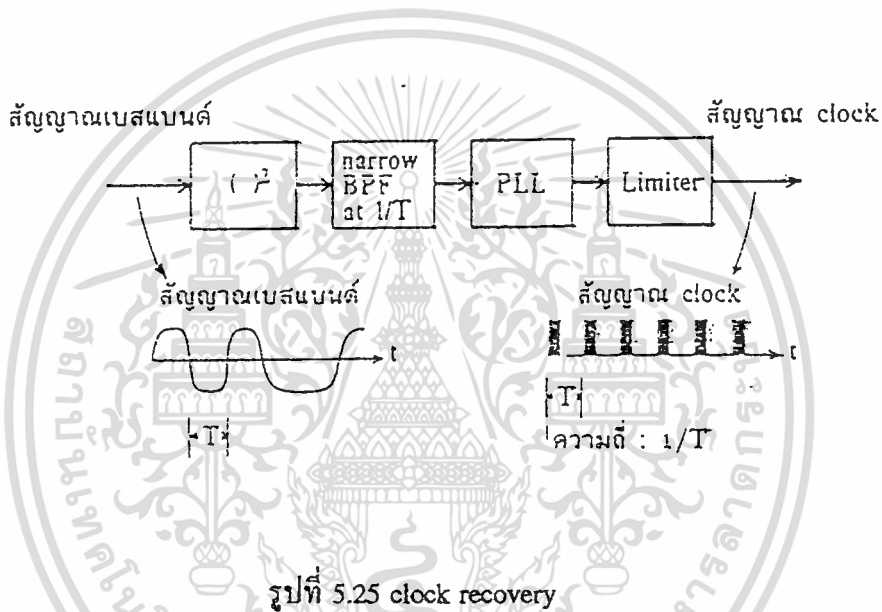 สัญญาณเบสแบนด์
สัญญาณ clock
( )²
narrow
BPF
at 1/T
PLL
Limiter
สัญญาณเบสแบนด์
t
T
สัญญาณ clock
t
T
ความถี่ : 1/T
รูปที่ 5.25 clock recovery